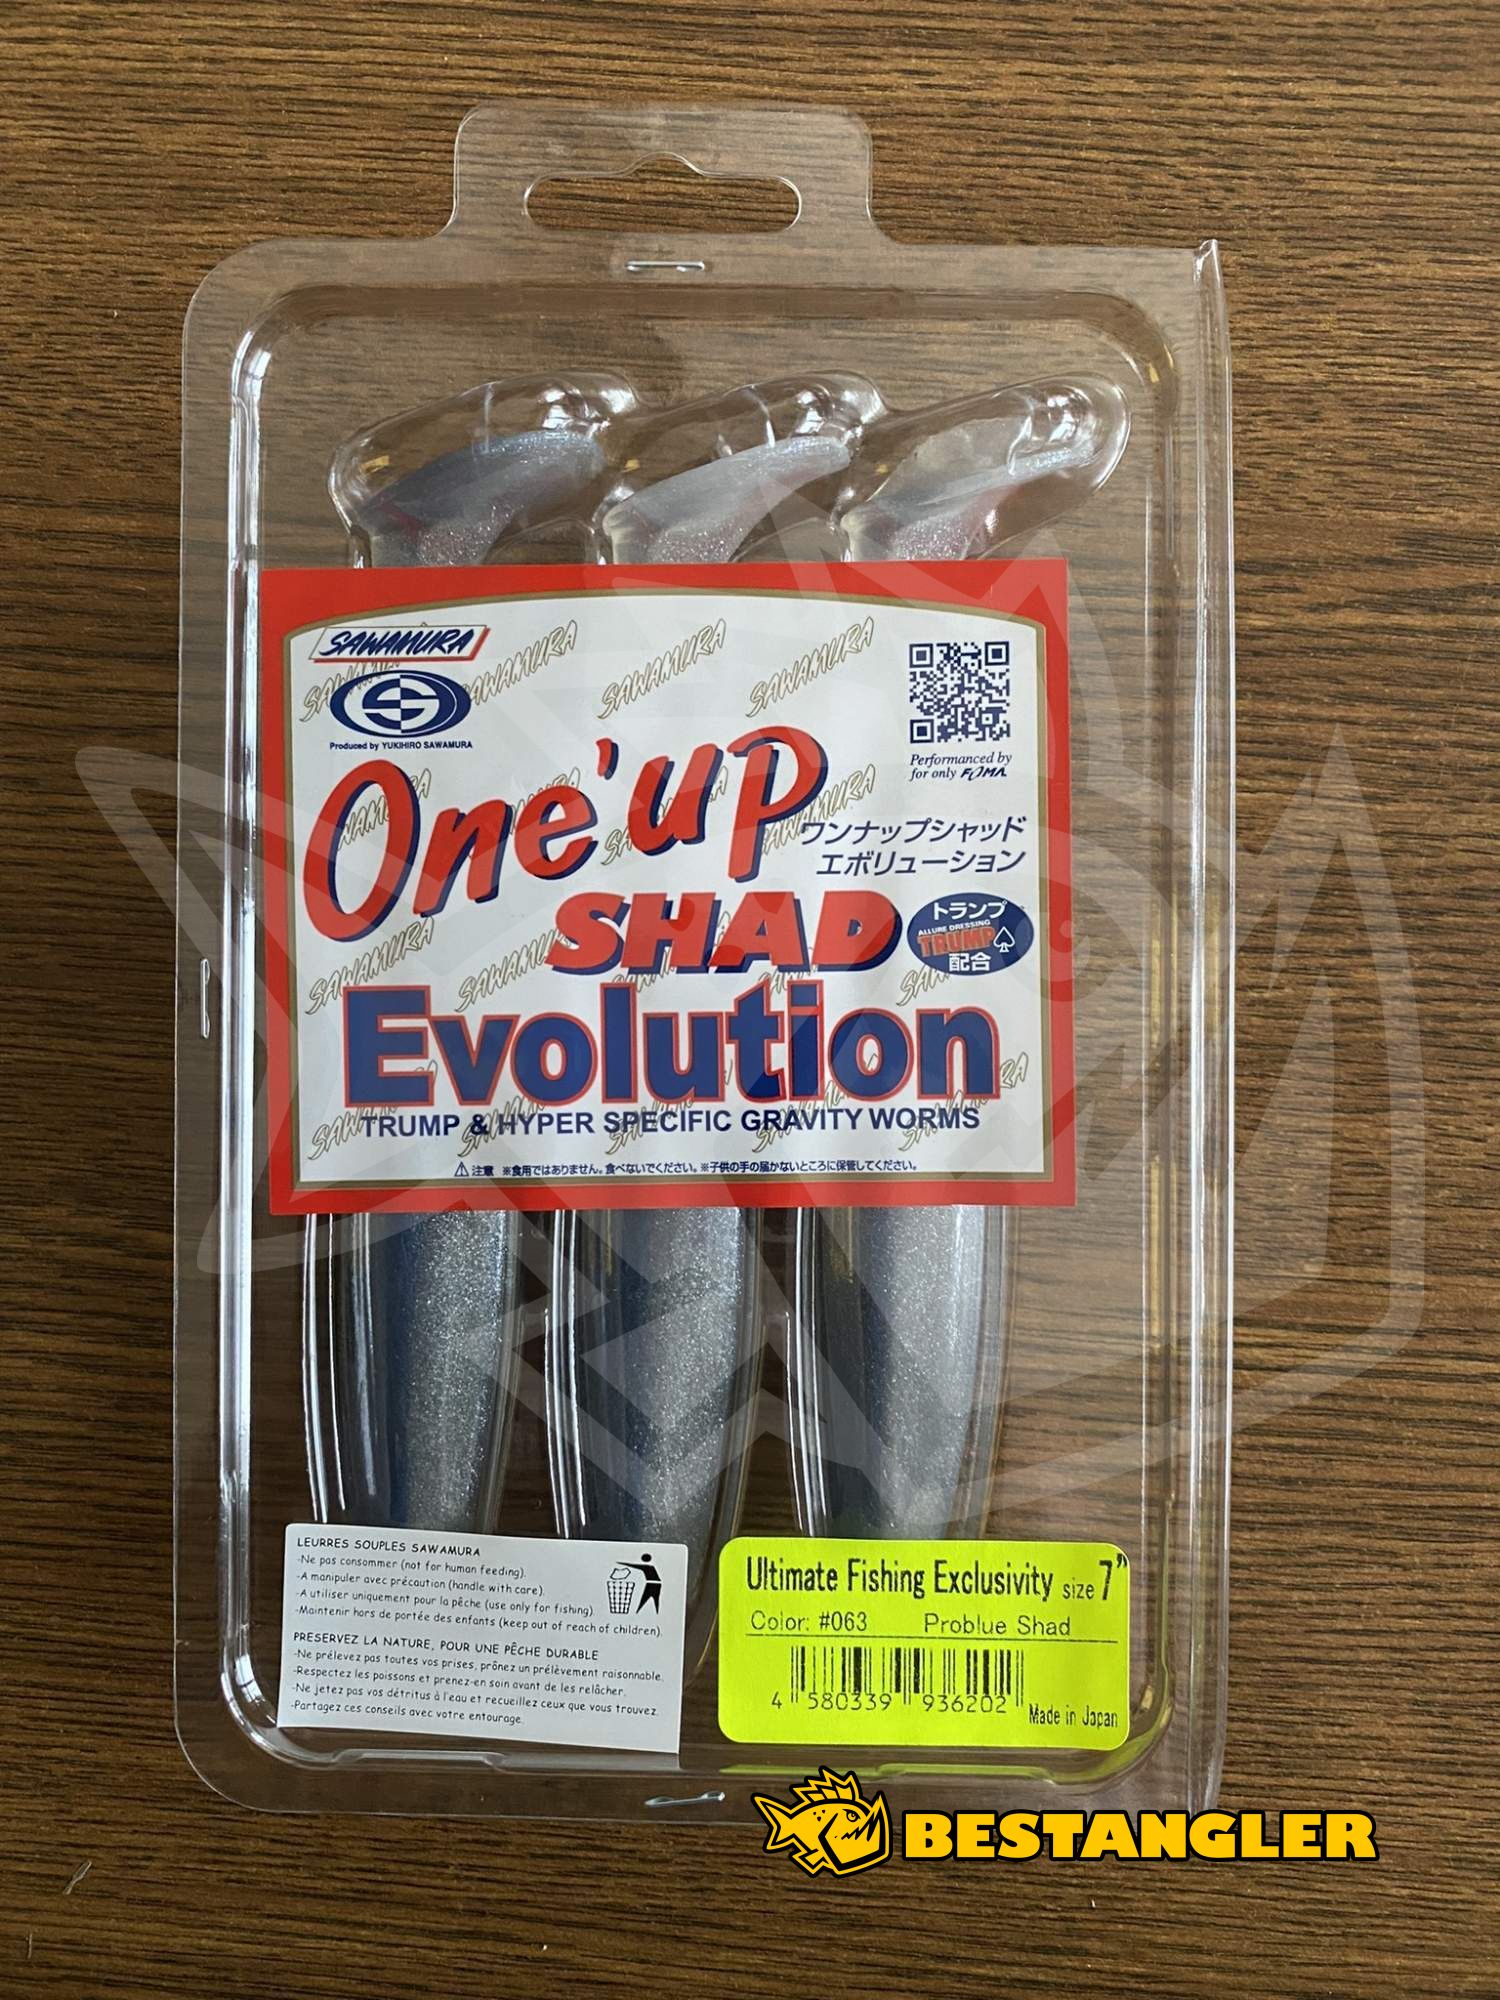 SAWAMURA
Produced by YUKIHIRO SAWAMURA
Performanced by
for only FOMA
One'up
ワンナップシャッド
エボリューション
SHAD
トランプ
ALLURE DRESSING
TRUMP
配合
Evolution
TRUMP & HYPER SPECIFIC GRAVITY WORMS
注意 ※食用ではありません。食べないでください。※子供の手の届かないところに保管してください。
LEURRES SOUPLES SAWAMURA
-Ne pas consommer (not for human feeding).
-A manipuler avec précaution (handle with care).
-A utiliser uniquement pour la pêche (use only for fishing).
-Maintenir hors de portée des enfants (keep out of reach of children).
PRESERVEZ LA NATURE, POUR UNE PÊCHE DURABLE
-Ne prélevez pas toutes vos prises, prônez un prélèvement raisonnable.
-Respectez les poissons et prenez-en soin avant de les relâcher.
-Ne jetez pas vos détritus à l'eau et recueillez ceux que vous trouvez.
-Partagez ces conseils avec votre entourage.
Ultimate Fishing Exclusivity size 7"
Color: #063 Problue Shad
4 580339 936202
Made in Japan
BESTANGLER